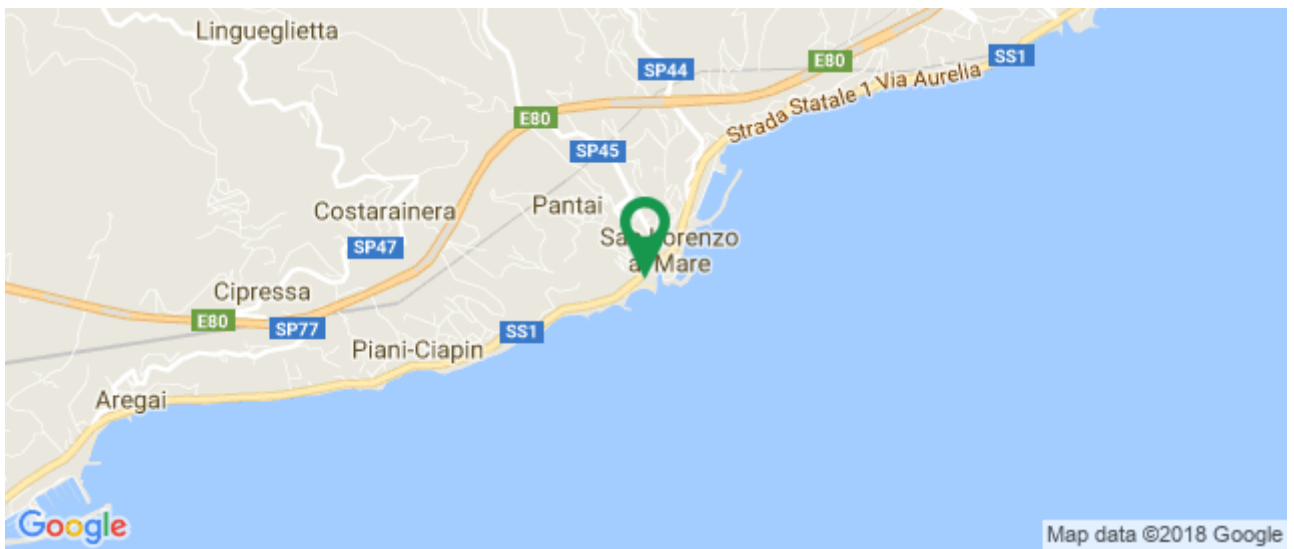 Lingueglietta
SP44
E80
SS1
Strada Statale 1 Via Aurelia
E80
SP45
Costarainera
Pantai
SP47
San Lorenzo
al Mare
Cipressa
E80
SP77
SS1
Piani-Ciapin
Aregai
Google
Map data ©2018 Google